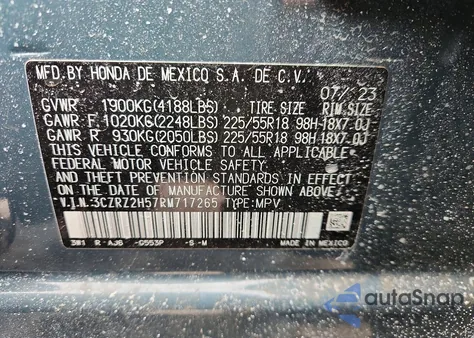 MFD.BY HONDA DE MEXICO S.A. DE C.V. 07/23
GVWR 1900KG(4188LBS) TIRE SIZE RIM SIZE
GAWR F 1020KG(2248LBS) 225/55R18 98H-18X7.0J
GAWR R 930KG(2050LBS) 225/55R18 98H-18X7.0J
THIS VEHICLE CONFORMS TO ALL APPLICABLE
FEDERAL MOTOR VEHICLE SAFETY
AND THEFT PREVENTION STANDARDS IN EFFECT
ON THE DATE OF MANUFACTURE SHOWN ABOVE.
V.I.N.:3CZRZ2H57RM717265 TYPE:MPV
3W1 R-AJ6 -G553P -S-M MADE IN MEXICO
autoSnap